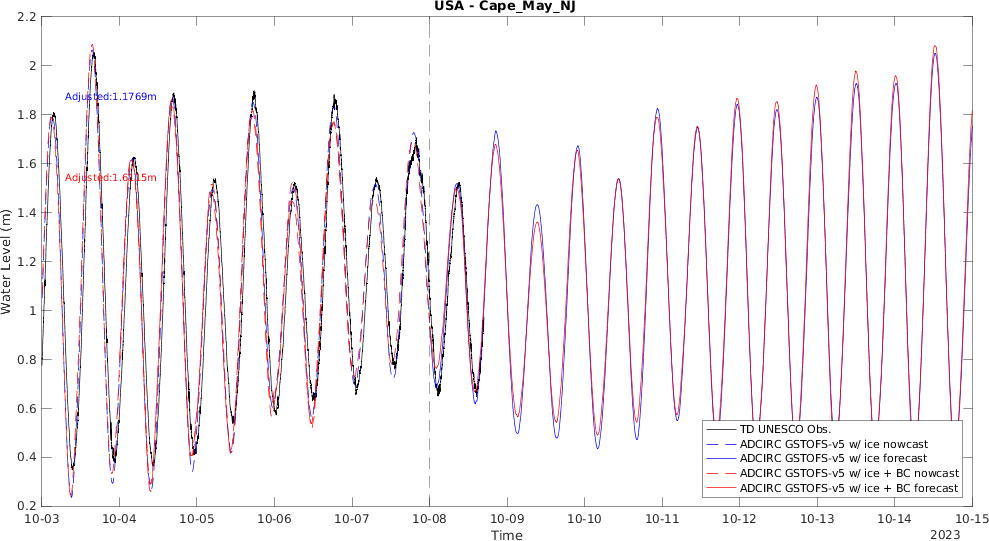 USA - Cape_May_NJ
2.2
2
1.8
1.6
1.4
1.2
1
0.8
0.6
0.4
0.2
Water Level (m)
Adjusted:1.1769m
TD UNESCO Obs.
ADCIRC GSTOFS-v5 w/ ice nowcast
ADCIRC GSTOFS-v5 w/ ice forecast
ADCIRC GSTOFS-v5 w/ ice + BC nowcast
ADCIRC GSTOFS-v5 w/ ice + BC forecast
10-03 10-04 10-05 10-06 10-07 10-08 10-09 10-10 10-11 10-12 10-13 10-14 10-15
Time
2023